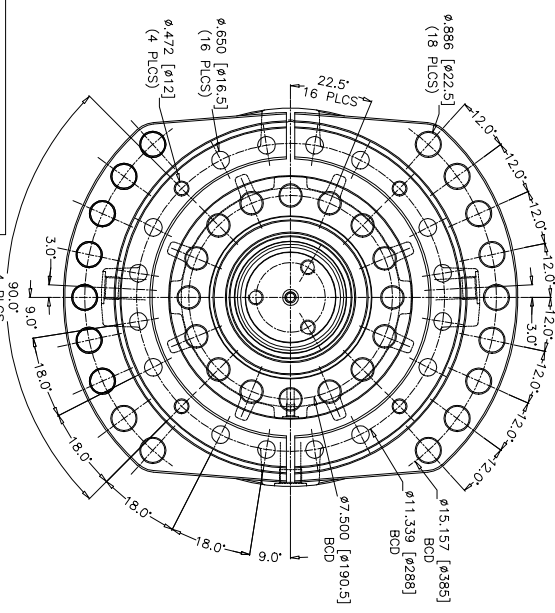 ø.886 [ø22.5]
(18 PLCS)
ø.650 [ø16.5]
(16 PLCS)
ø.472 [ø12]
(4 PLCS)
22.5°
16 PLCS
12.0°
12.0°
12.0°
12.0°
12.0°
12.0°
12.0°
12.0°
3.0°
3.0°
9.0°
90.0°
18.0°
18.0°
18.0°
18.0°
9.0°
ø7.500 [ø190.5]
BCD
ø11.339 [ø288]
BCD
ø15.157 [ø385]
BCD